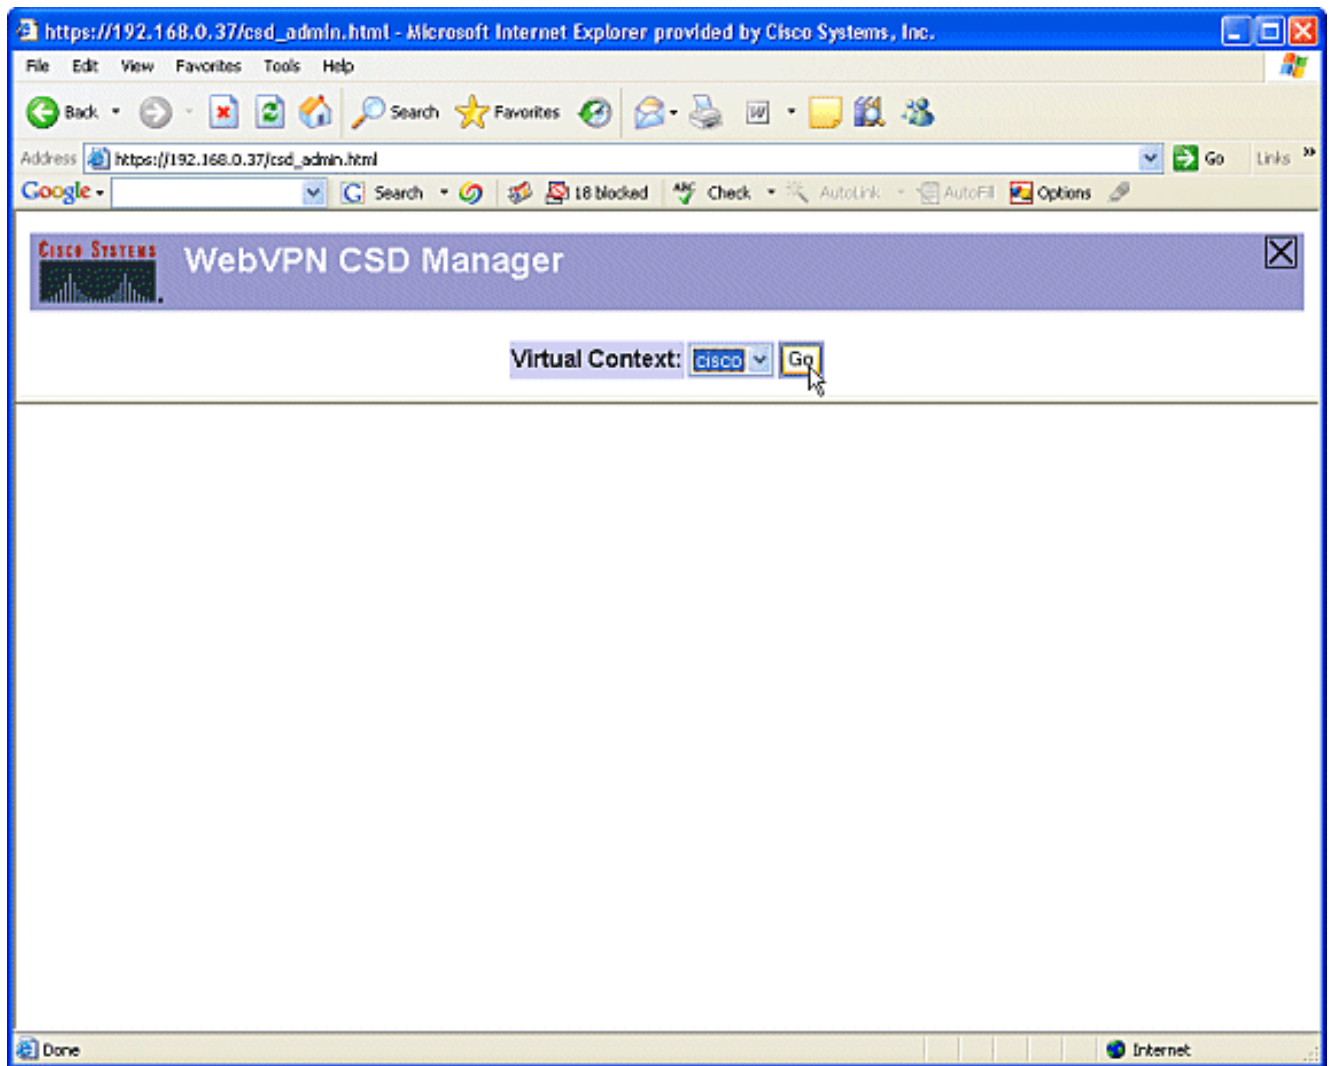 https://192.168.0.37/csd_admin.html - Microsoft Internet Explorer provided by Cisco Systems, Inc.
File Edit View Favorites Tools Help
Back Search Favorites W
Address https://192.168.0.37/csd_admin.html Go Links »
Google G Search 18 blocked ABC Check AutoLink AutoFill Options
CISCO SYSTEMS WebVPN CSD Manager
Virtual Context: cisco Go
Done Internet